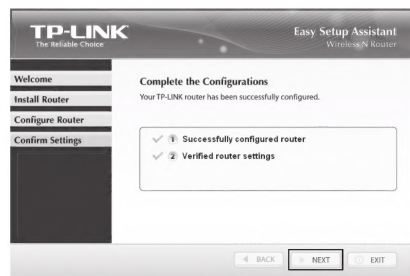 TP-LINK
The Reliable Choice
Easy Setup Assistant
Wireless N Router
Welcome
Install Router
Configure Router
Confirm Settings
Complete the Configurations
Your TP-LINK router has been successfully configured.
1 Successfully configured router
2 Verified router settings
BACK
NEXT
EXIT